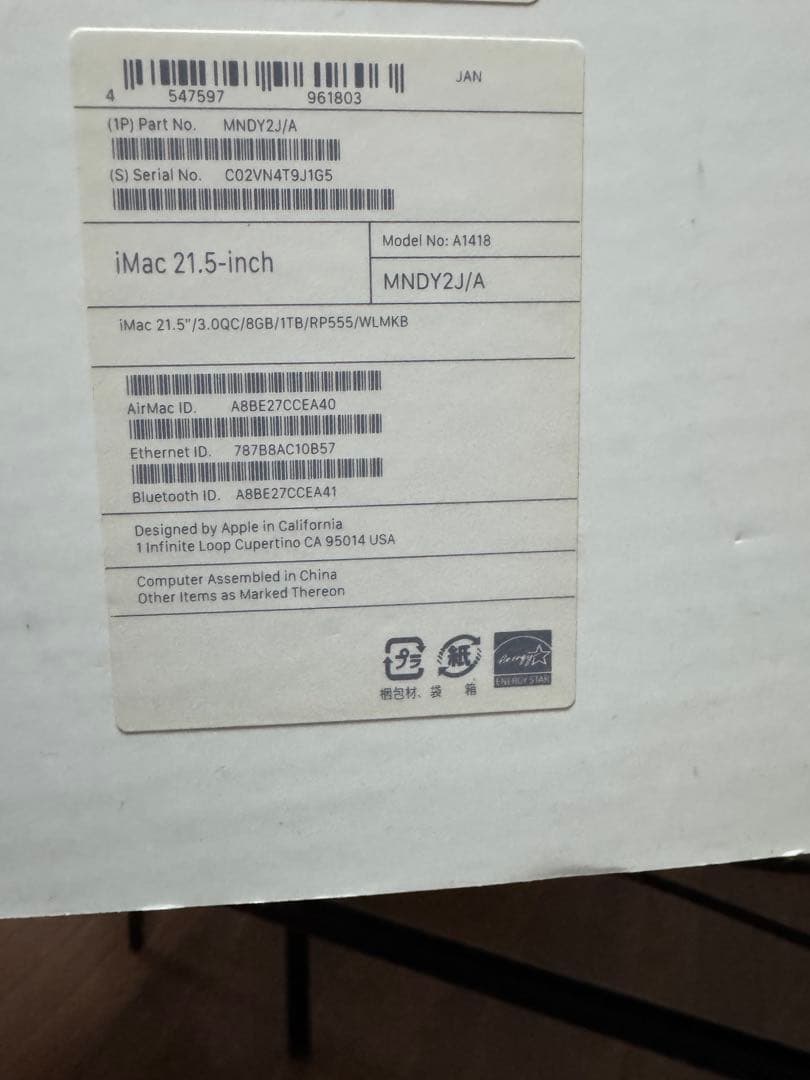 JAN
4 547597 961803
(1P) Part No. MNDY2J/A
(S) Serial No. C02VN4T9J1G5
iMac 21.5-inch
Model No: A1418
MNDY2J/A
iMac 21.5"/3.0QC/8GB/1TB/RP555/WLMKB
AirMac ID. A8BE27CCEA40
Ethernet ID. 787B8AC10B57
Bluetooth ID. A8BE27CCEA41
Designed by Apple in California
1 Infinite Loop Cupertino CA 95014 USA
Computer Assembled in China
Other Items as Marked Thereon
プラ 紙 energy
ENERGY STAR
梱包材、袋 箱